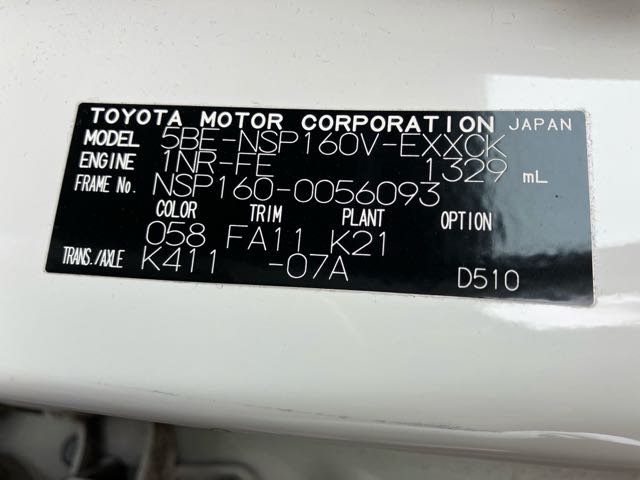 TOYOTA MOTOR CORPORATION JAPAN
MODEL 5BE-NSP160V-EXXCK
ENGINE 1NR-FE 1329 mL
FRAME No. NSP160-0056093
COLOR TRIM PLANT OPTION
058 FA11 K21
TRANS./AXLE K411 -07A D510